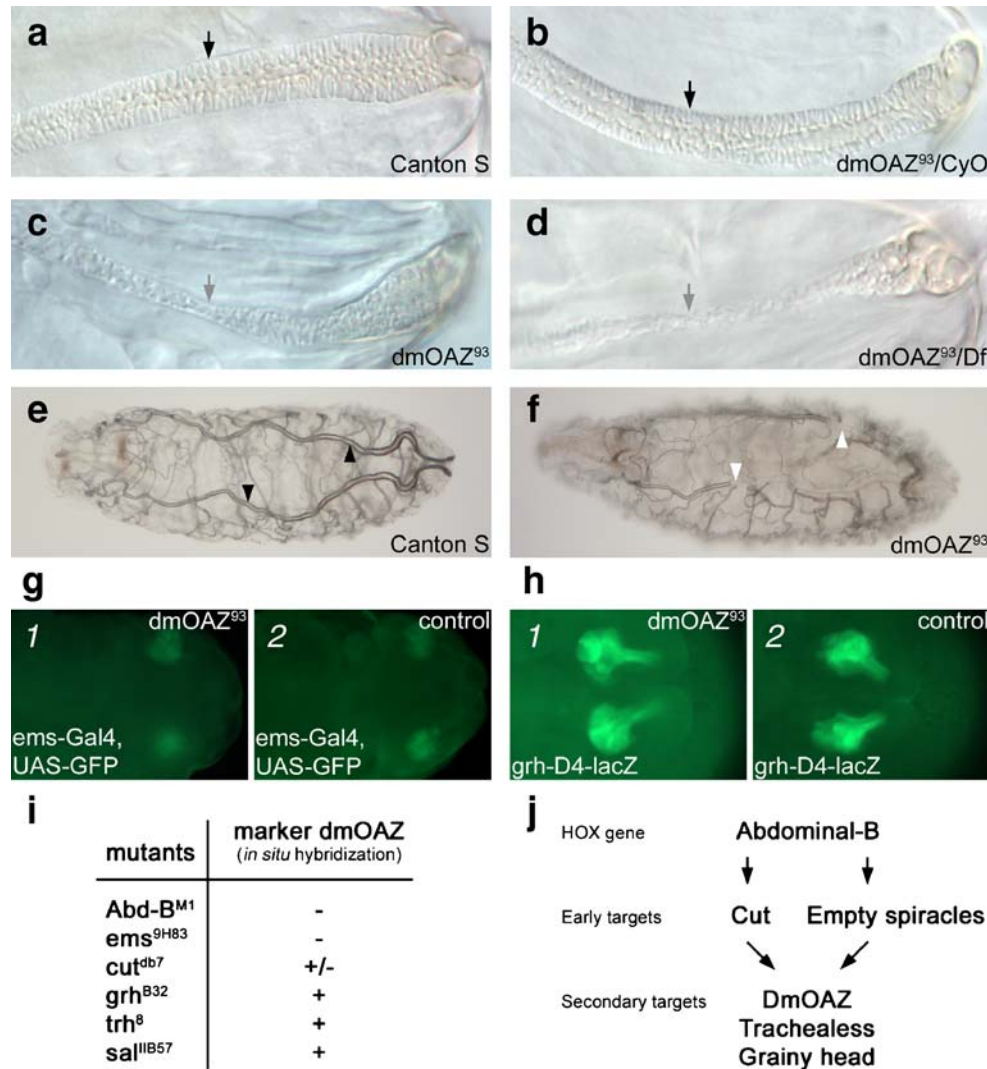 a
Canton S
b
dmOAZ⁹³/CyO
c
dmOAZ⁹³
d
dmOAZ⁹³/Df
e
Canton S
f
dmOAZ⁹³
g
1
dmOAZ⁹³
ems-Gal4,
UAS-GFP
2
control
ems-Gal4,
UAS-GFP
h
1
dmOAZ⁹³
grh-D4-lacZ
2
control
grh-D4-lacZ
i
mutants marker dmOAZ
(in situ hybridization)
Abd-Bᴹ¹ -
ems⁹ᴴ⁸³ -
cutᵈᵇ⁷ +/-
grhᴮ³² +
trh⁸ +
salᴵᴵᴮ⁵⁷ +
j
HOX gene Abdominal-B
Early targets Cut Empty spiracles
Secondary targets DmOAZ
Trachealess
Grainy head